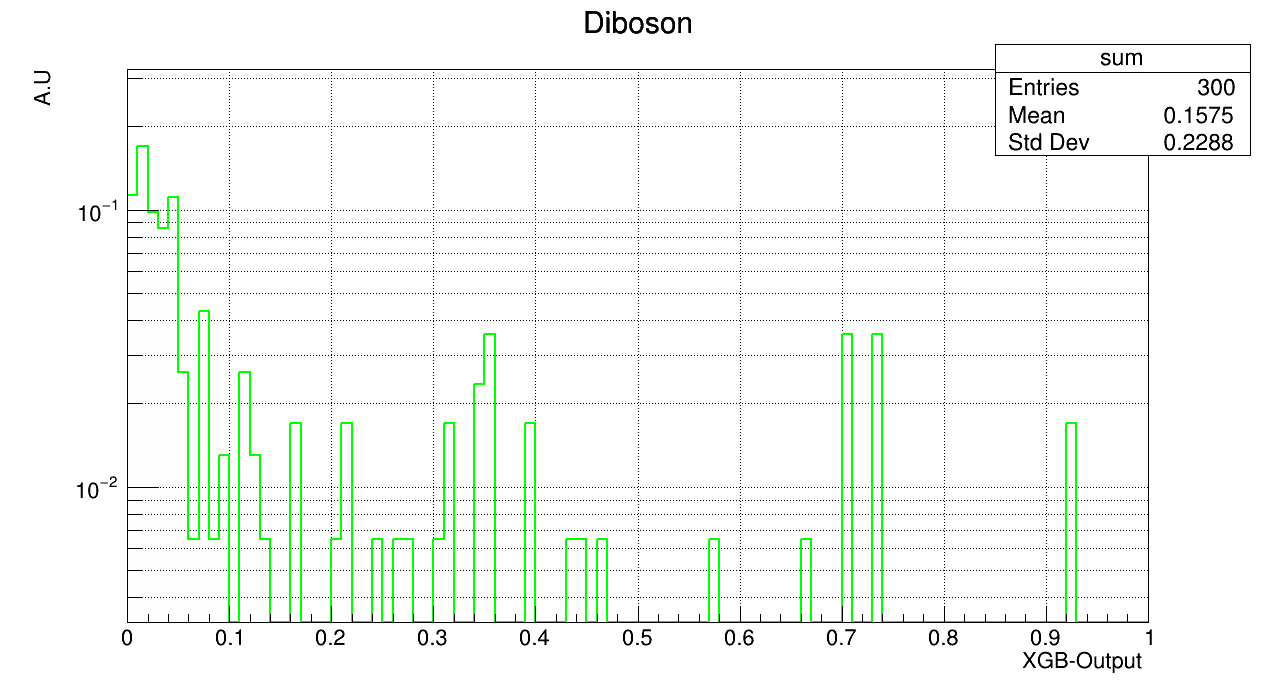 Diboson
A.U
sum
Entries 300
Mean 0.1575
Std Dev 0.2288
10⁻¹
10⁻²
0 0.1 0.2 0.3 0.4 0.5 0.6 0.7 0.8 0.9 1
XGB-Output